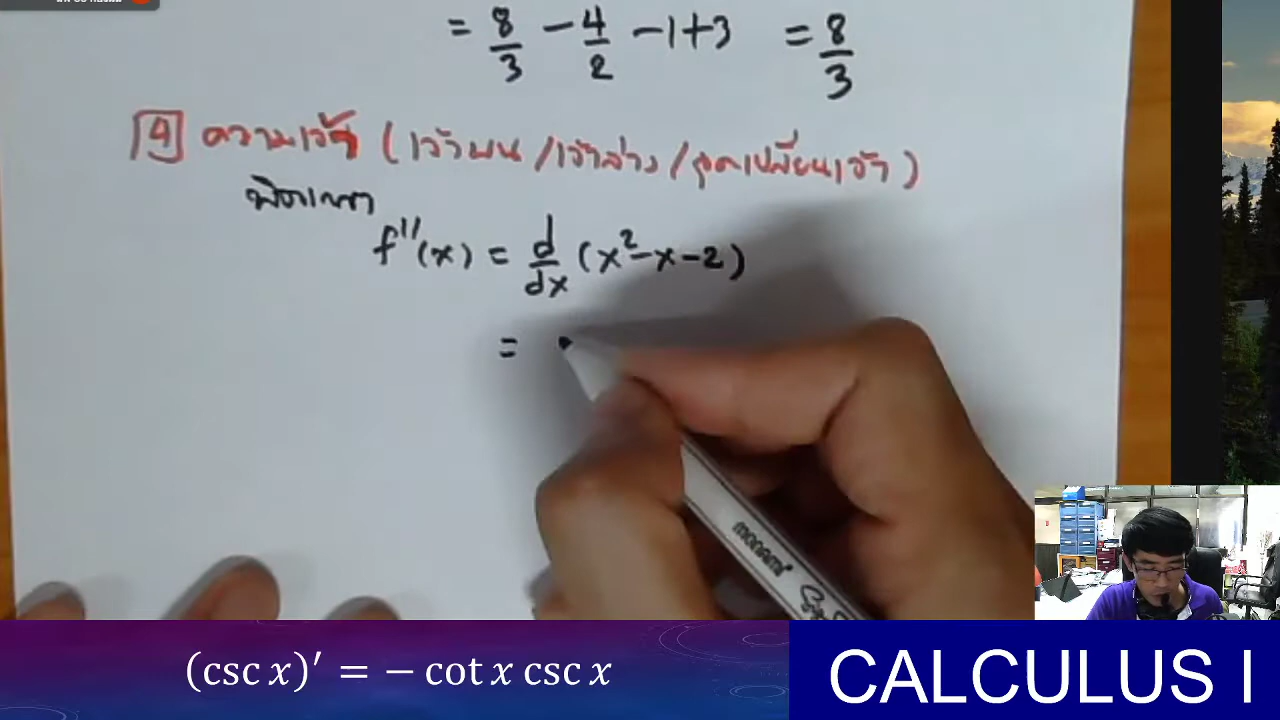 = 8/3 - 4/2 - 1 + 3 = 8/3
4 ความเว้า (เว้าบน/เว้าล่าง/จุดเปลี่ยนเว้า)
พิจารณา
f''(x) = d/dx (x² - x - 2)
=
monami
(csc x)′ = − cot x csc x
CALCULUS I